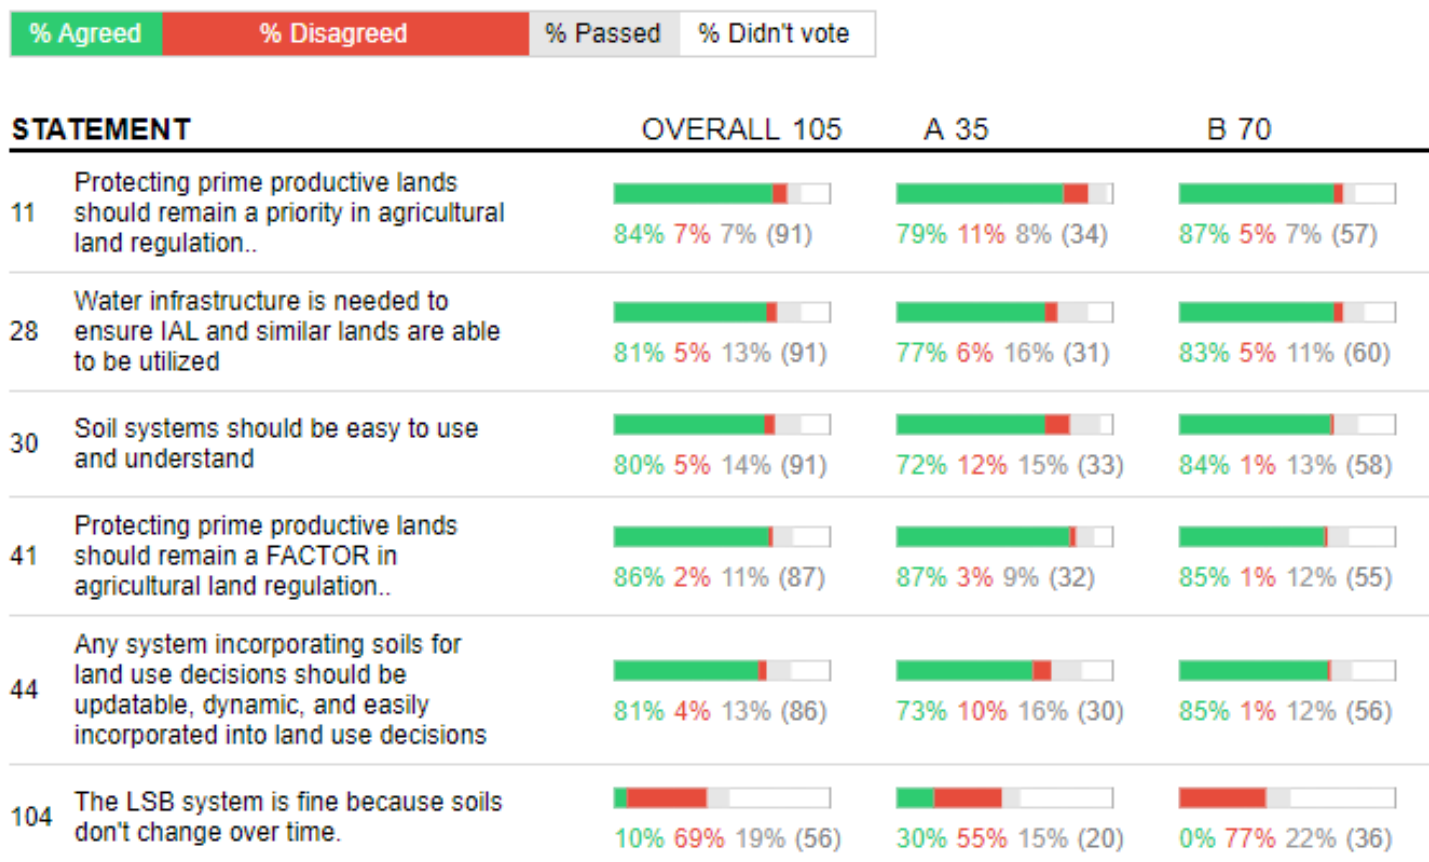 % Agreed % Disagreed % Passed % Didn't vote
STATEMENT OVERALL 105 A 35 B 70
11 Protecting prime productive lands
should remain a priority in agricultural
land regulation..
84% 7% 7% (91) 79% 11% 8% (34) 87% 5% 7% (57)
28 Water infrastructure is needed to
ensure IAL and similar lands are able
to be utilized
81% 5% 13% (91) 77% 6% 16% (31) 83% 5% 11% (60)
30 Soil systems should be easy to use
and understand
80% 5% 14% (91) 72% 12% 15% (33) 84% 1% 13% (58)
41 Protecting prime productive lands
should remain a FACTOR in
agricultural land regulation..
86% 2% 11% (87) 87% 3% 9% (32) 85% 1% 12% (55)
44 Any system incorporating soils for
land use decisions should be
updatable, dynamic, and easily
incorporated into land use decisions
81% 4% 13% (86) 73% 10% 16% (30) 85% 1% 12% (56)
104 The LSB system is fine because soils
don't change over time.
10% 69% 19% (56) 30% 55% 15% (20) 0% 77% 22% (36)